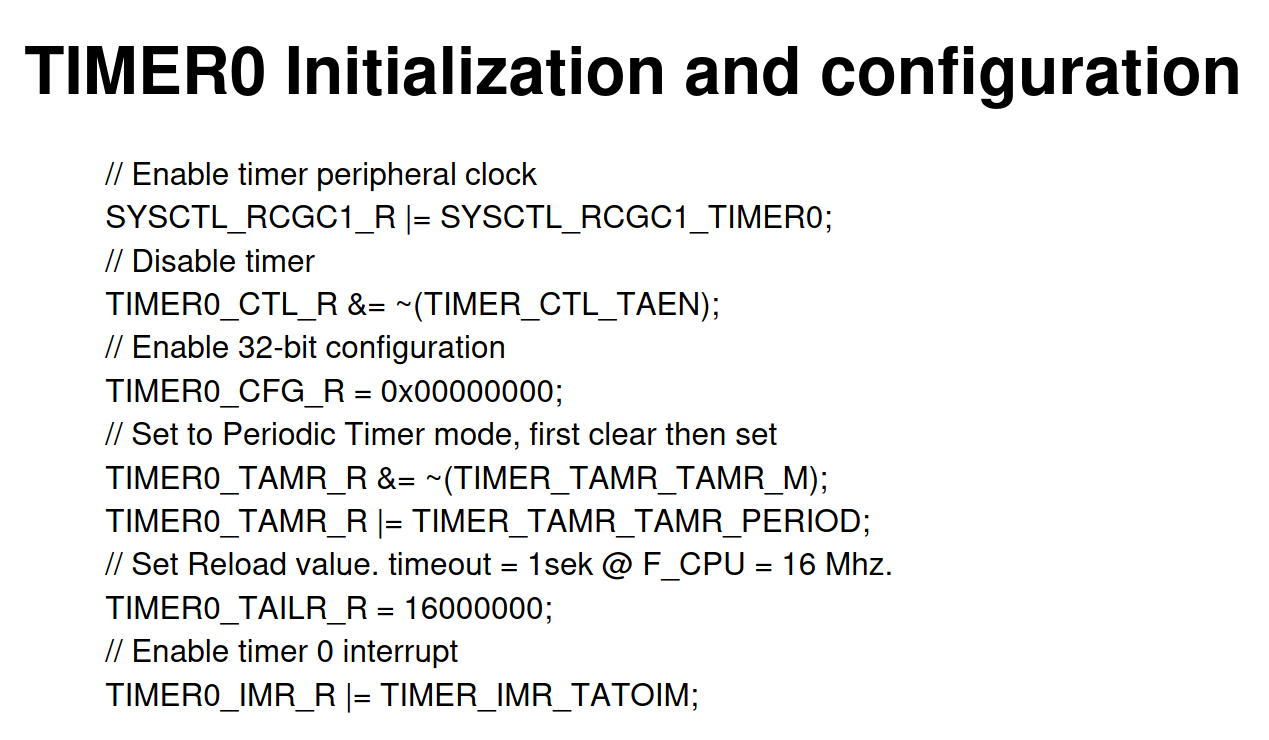 TIMER0 Initialization and configuration
// Enable timer peripheral clock
SYSCTL_RCGC1_R |= SYSCTL_RCGC1_TIMER0;
// Disable timer
TIMER0_CTL_R &= ~(TIMER_CTL_TAEN);
// Enable 32-bit configuration
TIMER0_CFG_R = 0x00000000;
// Set to Periodic Timer mode, first clear then set
TIMER0_TAMR_R &= ~(TIMER_TAMR_TAMR_M);
TIMER0_TAMR_R |= TIMER_TAMR_TAMR_PERIOD;
// Set Reload value. timeout = 1sek @ F_CPU = 16 Mhz.
TIMER0_TAILR_R = 16000000;
// Enable timer 0 interrupt
TIMER0_IMR_R |= TIMER_IMR_TATOIM;